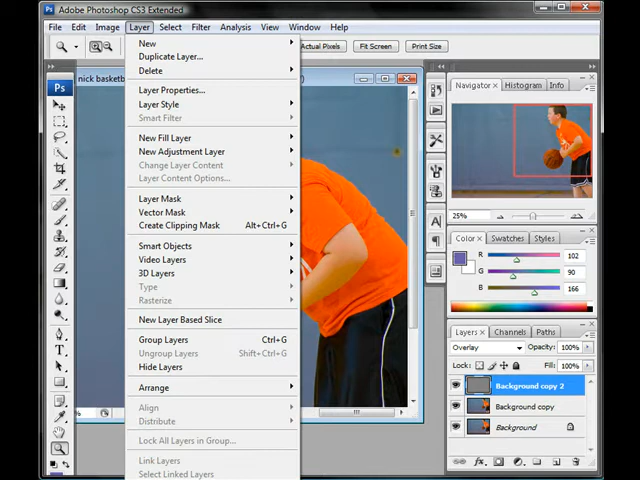 Adobe Photoshop CS3 Extended
File Edit Image Layer Select Filter Analysis View Window Help
Actual Pixels Fit Screen Print Size
nick basketb
New
Duplicate Layer...
Delete
Layer Properties...
Layer Style
Smart Filter
New Fill Layer
New Adjustment Layer
Change Layer Content
Layer Content Options...
Layer Mask
Vector Mask
Create Clipping Mask Alt+Ctrl+G
Smart Objects
Video Layers
3D Layers
Type
Rasterize
New Layer Based Slice
Group Layers Ctrl+G
Ungroup Layers Shift+Ctrl+G
Hide Layers
Arrange
Align
Distribute
Lock All Layers in Group...
Link Layers
Select Linked Layers
Navigator Histogram Info
25%
Color Swatches Styles
R 102
G 90
B 166
Layers Channels Paths
Overlay Opacity: 100%
Lock: Fill: 100%
Background copy 2
Background copy
Background
Ps